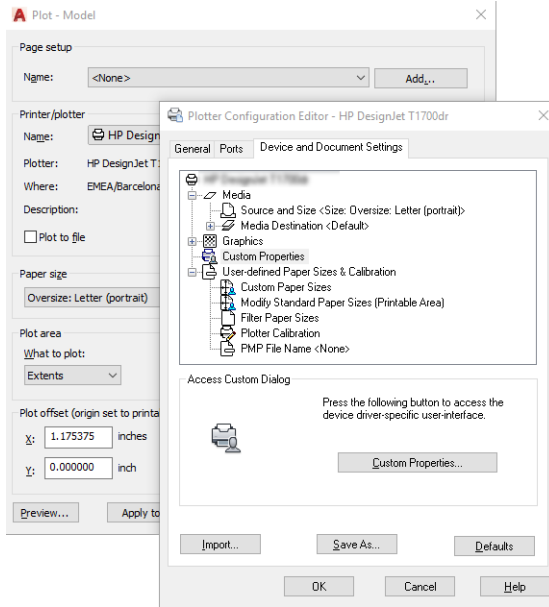 Plot - Model
Page setup
Name:
<None>
Add...
Printer/plotter
Name:
HP Design
Plotter:
HP DesignJet T1
Where:
EMEA/Barcelona
Description:
Plot to file
Paper size
Oversize: Letter (portrait)
Plot area
What to plot:
Extents
Plot offset (origin set to printa
X:
1.175375
inches
Y:
0.000000
inch
Preview...
Apply to
Plotter Configuration Editor - HP DesignJet T1700dr
General
Ports
Device and Document Settings
Media
Source and Size <Size: Oversize: Letter (portrait)>
Media Destination <Default>
Graphics
Custom Properties
User-defined Paper Sizes & Calibration
Custom Paper Sizes
Modify Standard Paper Sizes (Printable Area)
Filter Paper Sizes
Plotter Calibration
PMP File Name <None>
Access Custom Dialog
Press the following button to access the
device driver-specific user-interface.
Custom Properties...
Import...
Save As...
Defaults
OK
Cancel
Help